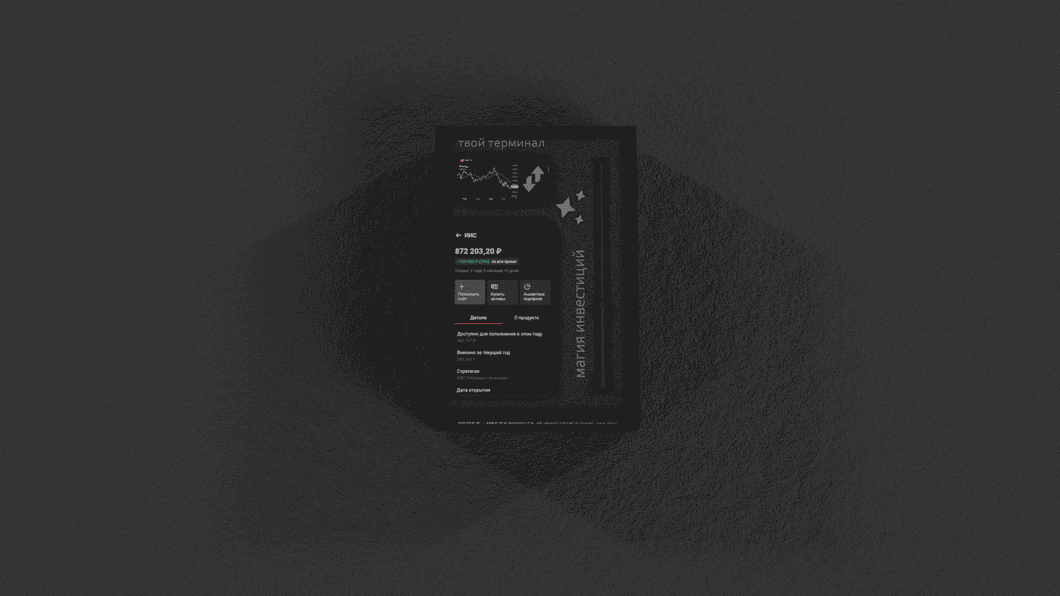 твой терминал
← ИИС
872 203,20 ₽
за все время
Пополнить
счёт
Купить
активы
Аналитика
портфеля
Детали
О продукте
Доступно для пополнения в этом году
Внесено за текущий год
Стратегия
Дата открытия
магия инвестиций